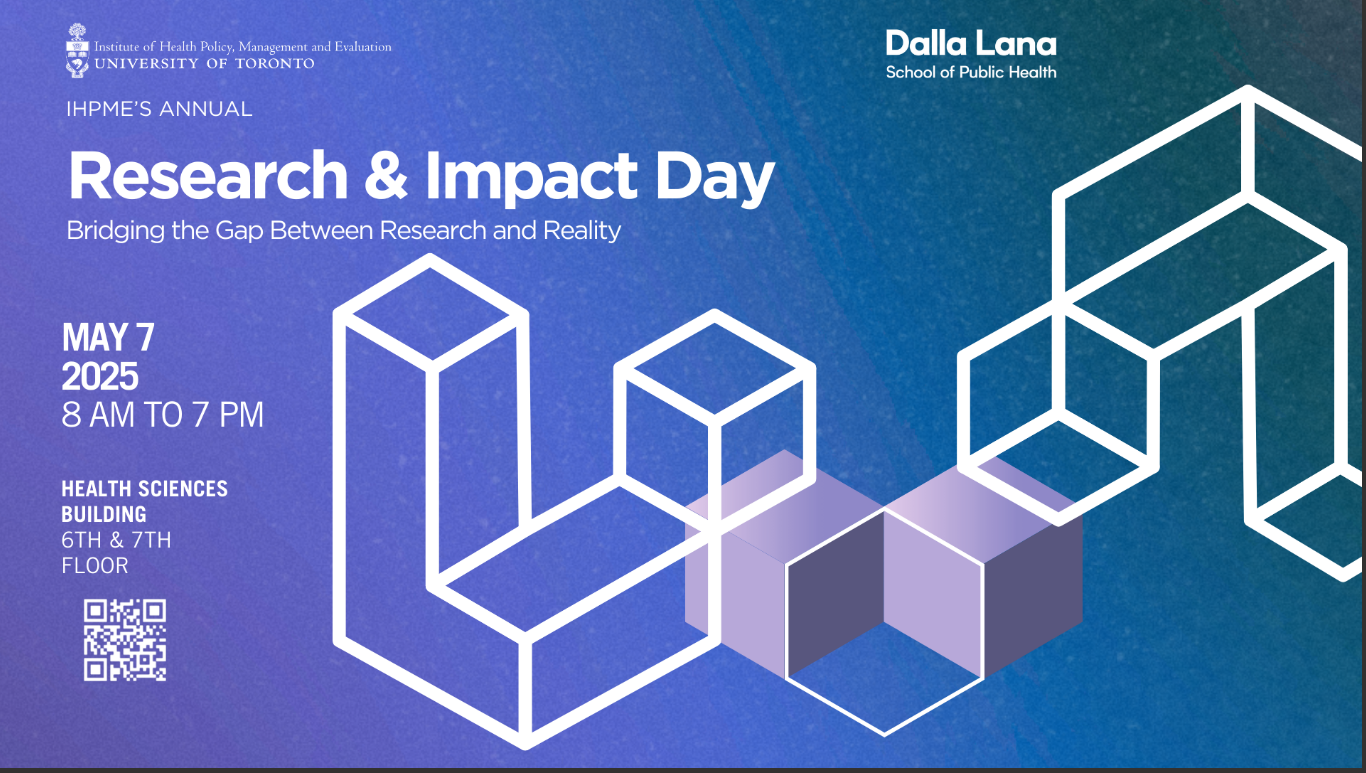 Institute of Health Policy, Management and Evaluation
UNIVERSITY OF TORONTO
Dalla Lana
School of Public Health
IHPME'S ANNUAL
Research & Impact Day
Bridging the Gap Between Research and Reality
MAY 7
2025
8 AM TO 7 PM
HEALTH SCIENCES
BUILDING
6TH & 7TH
FLOOR